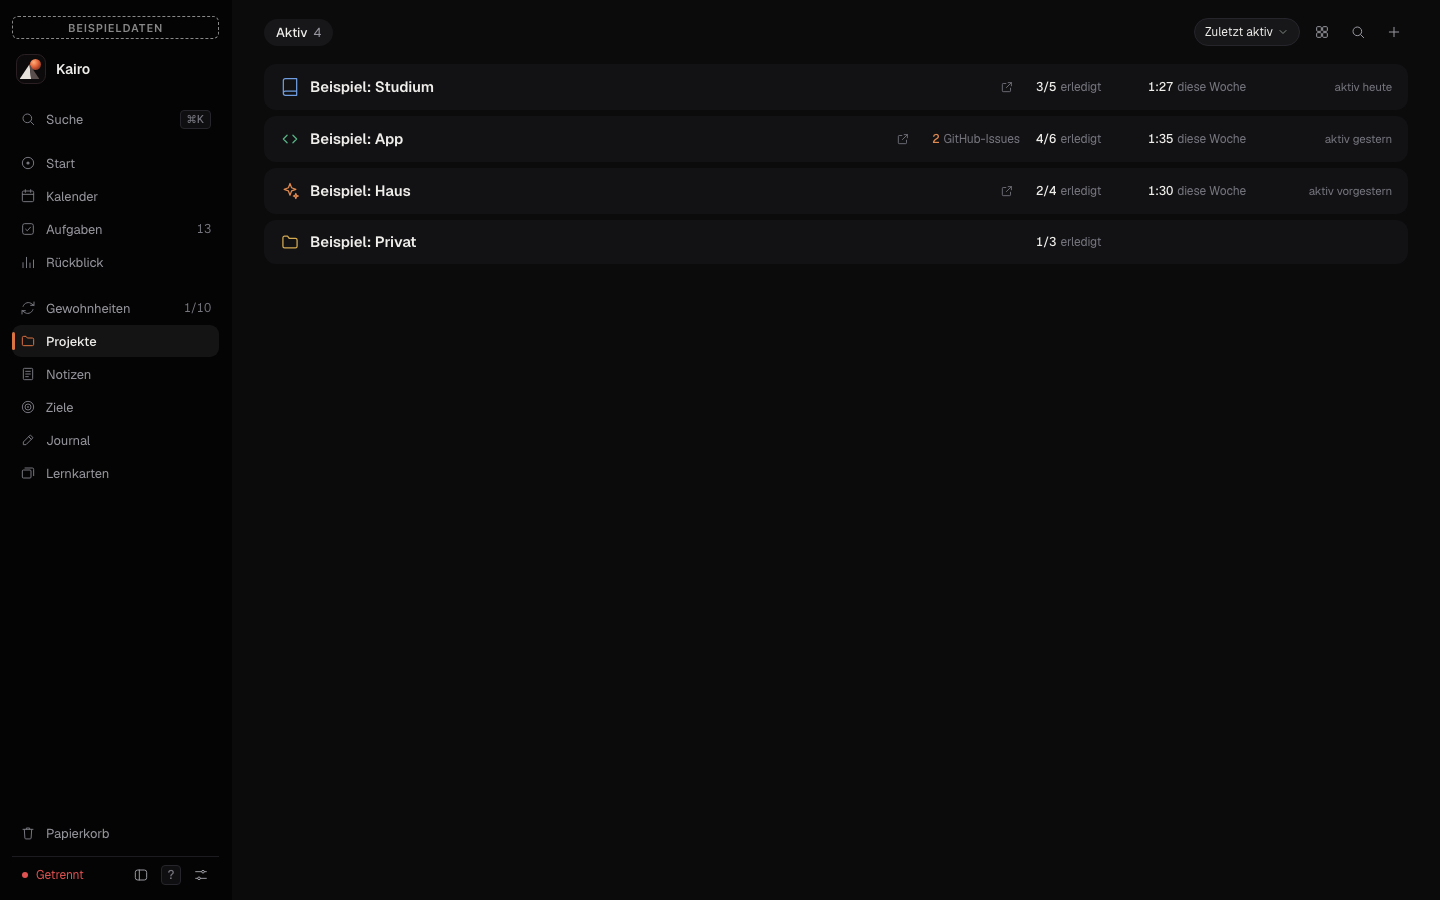 BEISPIELDATEN
Kairo
Suche ⌘K
Start
Kalender
Aufgaben 13
Rückblick
Gewohnheiten 1/10
Projekte
Notizen
Ziele
Journal
Lernkarten
Papierkorb
Getrennt ?
Aktiv 4 Zuletzt aktiv
Beispiel: Studium 3/5 erledigt 1:27 diese Woche aktiv heute
Beispiel: App 2 GitHub-Issues 4/6 erledigt 1:35 diese Woche aktiv gestern
Beispiel: Haus 2/4 erledigt 1:30 diese Woche aktiv vorgestern
Beispiel: Privat 1/3 erledigt